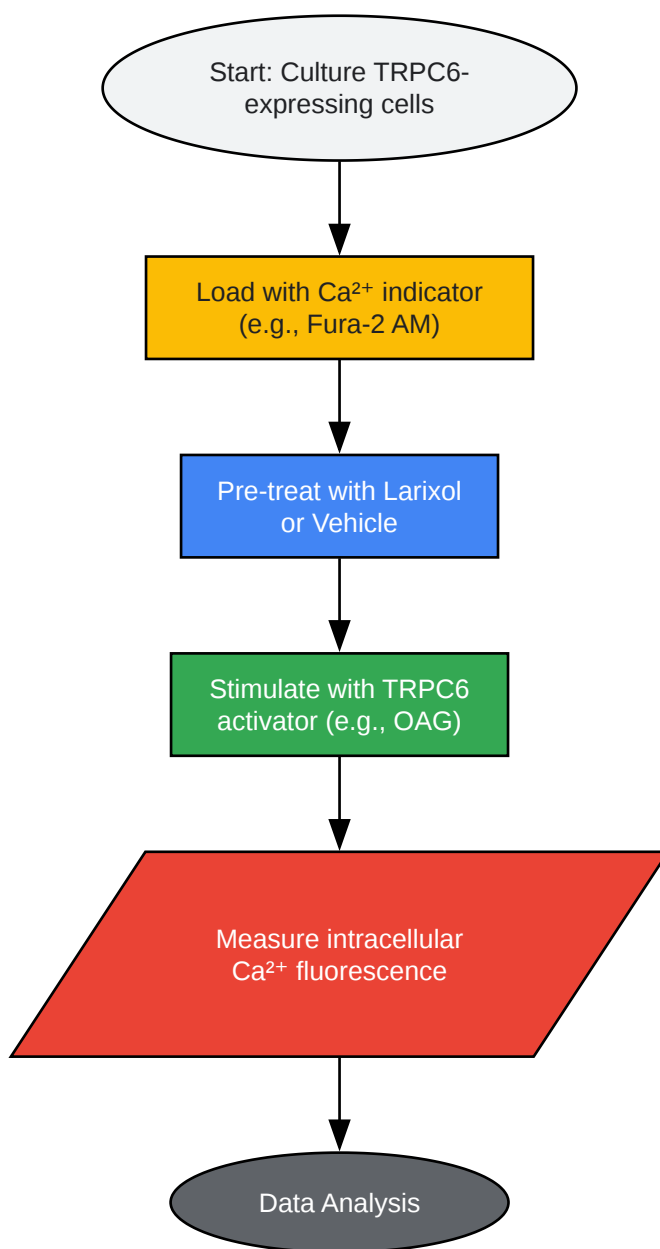 Start: Culture TRPC6-
expressing cells
Load with Ca²⁺ indicator
(e.g., Fura-2 AM)
Pre-treat with Larixol
or Vehicle
Stimulate with TRPC6
activator (e.g., OAG)
Measure intracellular
Ca²⁺ fluorescence
Data Analysis